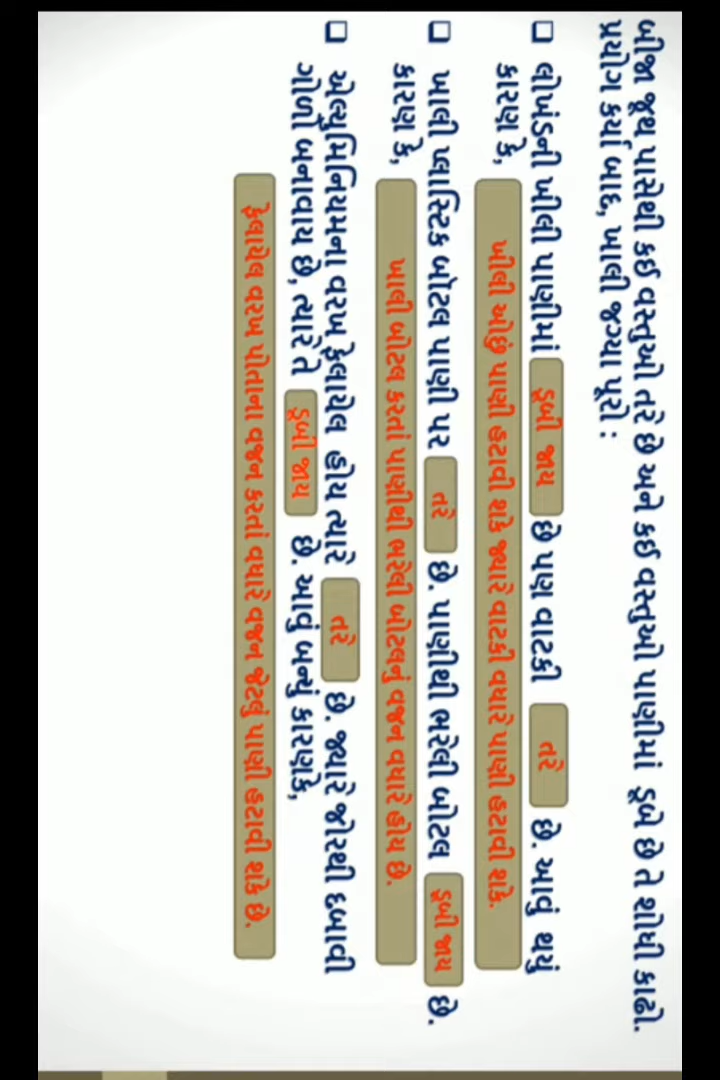 બીજા જૂથ પાસેથી કઈ વસ્તુઓ તરે છે અને કઈ વસ્તુઓ પાણીમાં ડૂબે છે તે શોધી કાઢો.
પ્રયોગ કર્યા બાદ, ખાલી જગ્યા પૂરો :
❑ લોખંડની ખીલી પાણીમાં ડૂબી જાય છે પણ વાટકી તરે છે. આવું થયું
કારણ કે, ખીલી ઓછું પાણી હટાવી શકે જ્યારે વાટકી વધારે પાણી હટાવી શકે.
❑ ખાલી પ્લાસ્ટિક બોટલ પાણી પર તરે છે. પાણીથી ભરેલી બોટલ ડૂબી જાય છે.
કારણ કે, ખાલી બોટલ કરતાં પાણીથી ભરેલી બોટલનું વજન વધારે હોય છે.
❑ એલ્યુમિનિયમના વરખ ફેલાયેલ હોય ત્યારે તરે છે. જ્યારે જોરથી દબાવી
ગોળી બનાવાય છે, ત્યારે તે ડૂબી જાય છે. આવું બન્યું કારણકે,
ફેલાયેલ વરખ પોતાના વજન કરતાં વધારે વજન જેટલું પાણી હટાવી શકે છે.